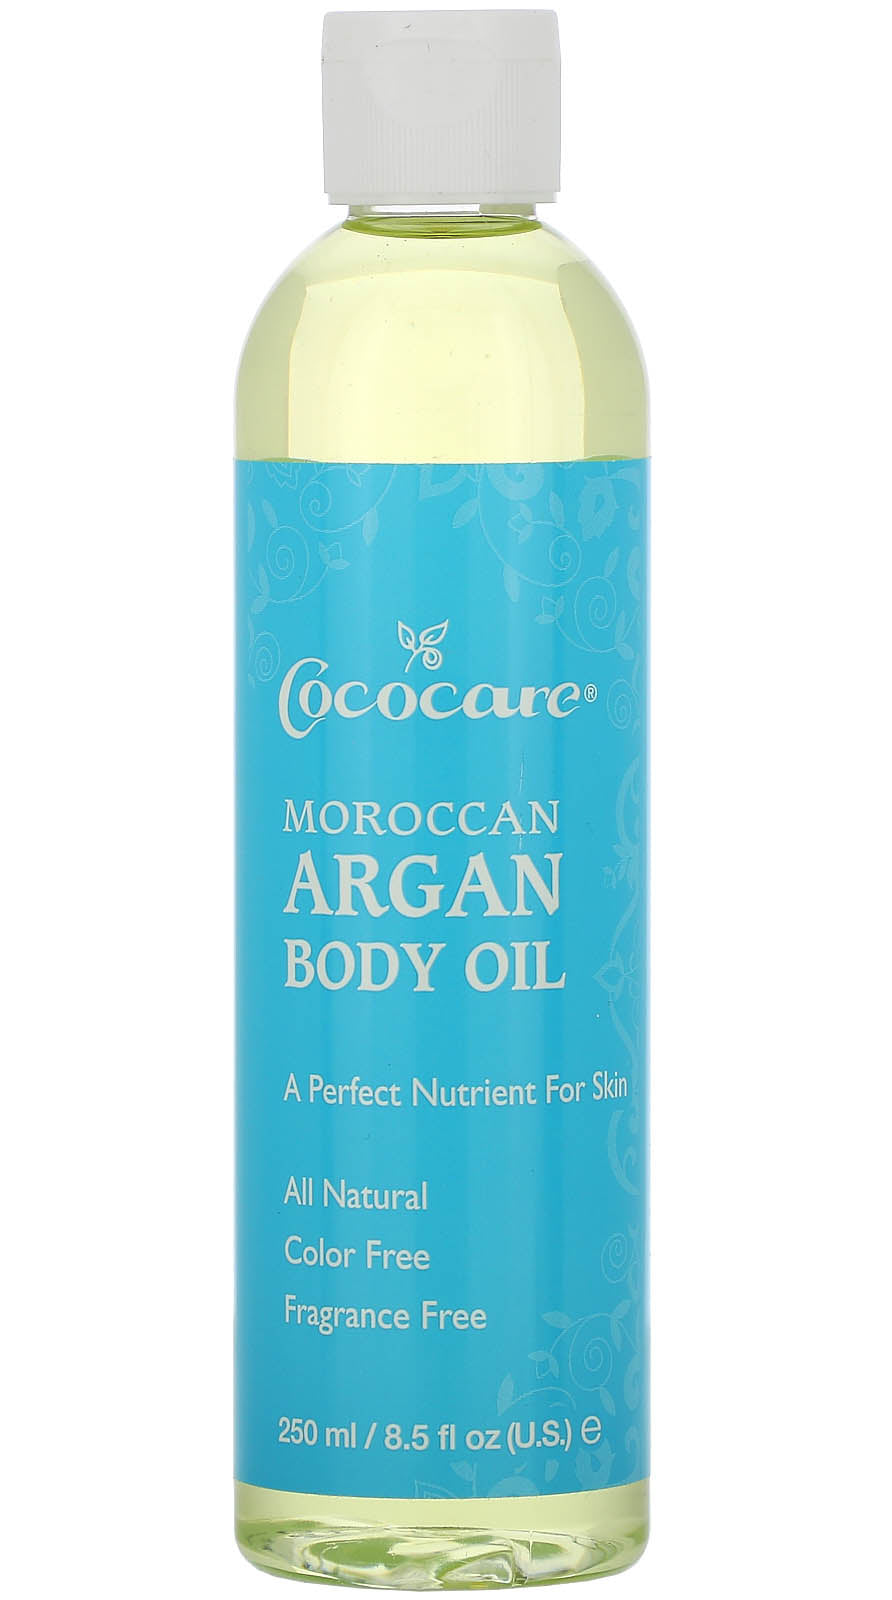 Cococare®
MOROCCAN
ARGAN
BODY OIL
A Perfect Nutrient For Skin
All Natural
Color Free
Fragrance Free
250 ml / 8.5 fl oz (U.S.) ℮